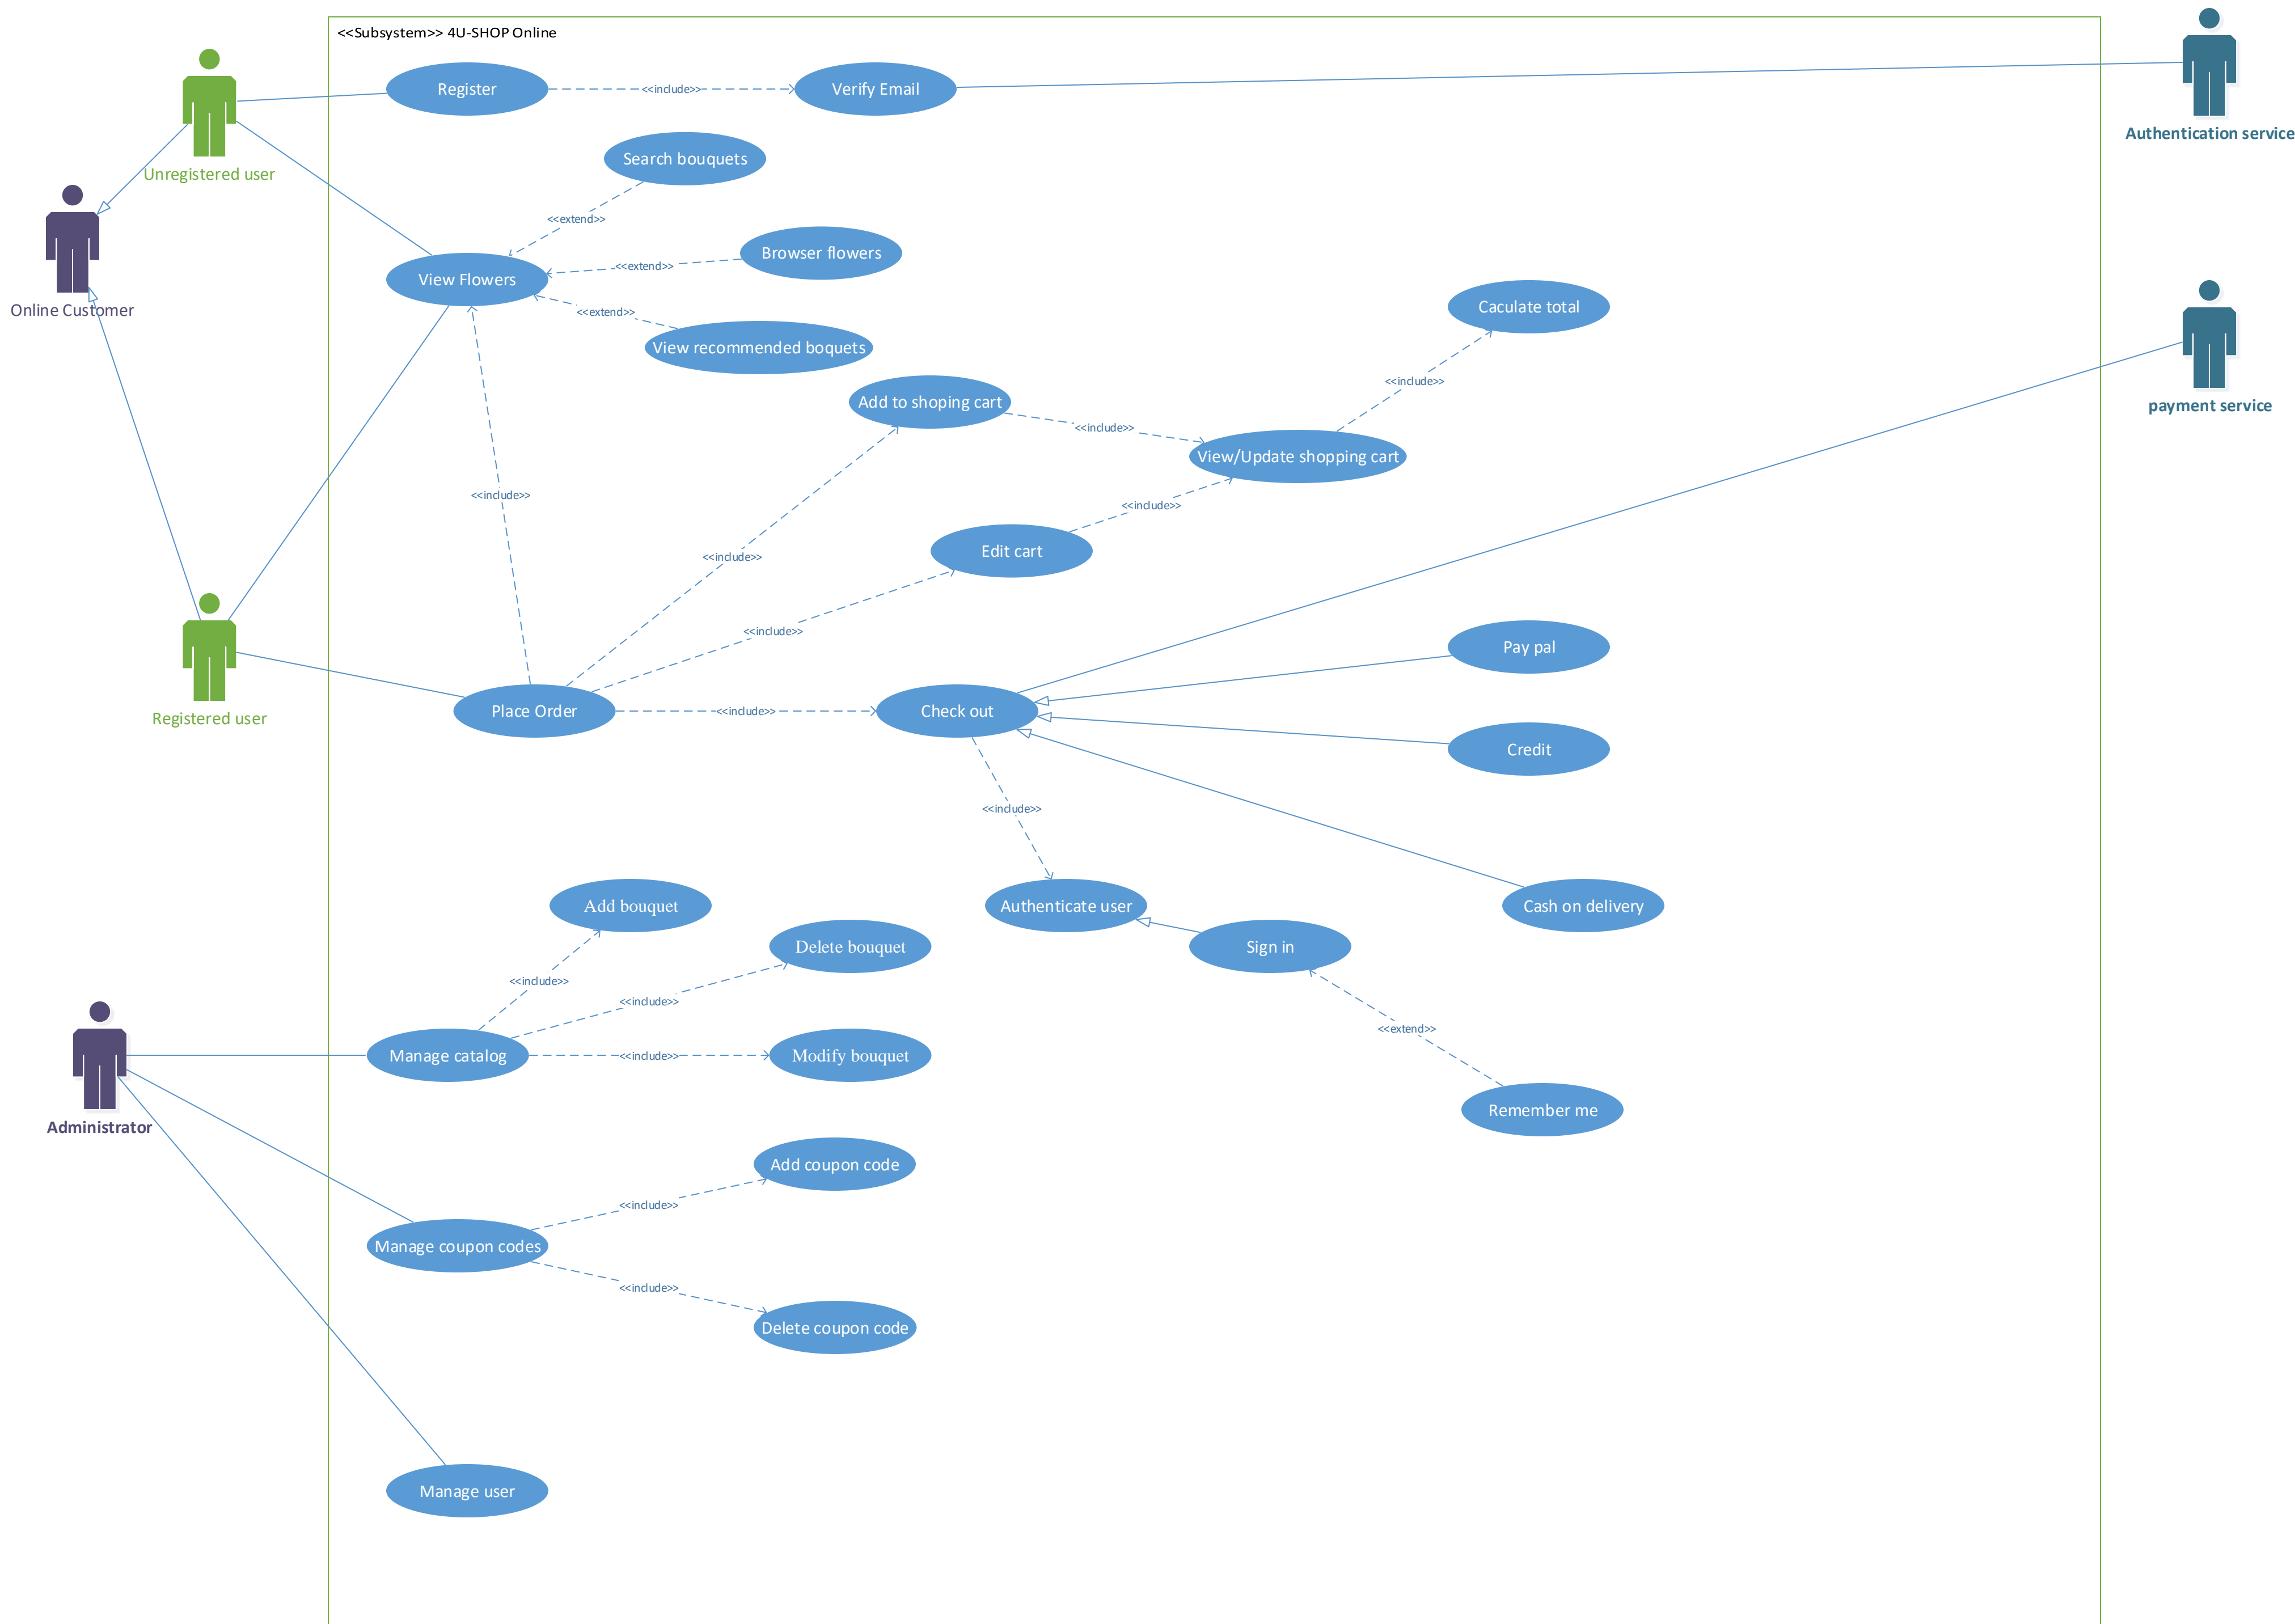 <<Subsystem>> 4U-SHOP Online
Register
<<include>>
Verify Email
Authentication service
Unregistered user
Search bouquets
<<extend>>
Browser flowers
<<extend>>
View Flowers
Online Customer
<<extend>>
View recommended boquets
Caculate total
payment service
Add to shoping cart
<<include>>
<<include>>
View/Update shopping cart
<<include>>
<<include>>
<<include>>
Edit cart
<<include>>
Pay pal
Registered user
Place Order
<<include>>
Check out
Credit
<<include>>
Add bouquet
Authenticate user
Cash on delivery
Delete bouquet
Sign in
<<include>>
<<include>>
<<extend>>
Manage catalog
<<include>>
Modify bouquet
Remember me
Administrator
Add coupon code
<<include>>
Manage coupon codes
<<include>>
Delete coupon code
Manage user